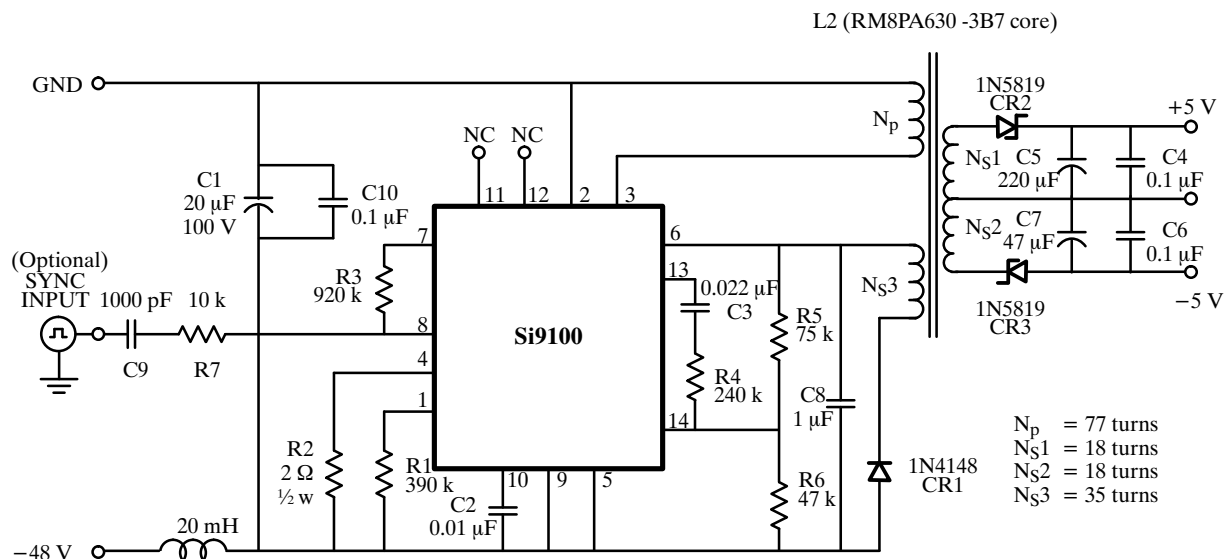 L2 (RM8PA630 -3B7 core)
GND
1N5819
CR2
+5 V
Np
NC
NC
NS1
C5
220 µF
C4
0.1 µF
C1
20 µF
100 V
C10
0.1 µF
11
12
2
3
NS2
C7
47 µF
C6
0.1 µF
7
6
(Optional)
SYNC
INPUT
1000 pF
10 k
R3
920 k
13
0.022 µF
C3
NS3
1N5819
CR3
−5 V
R5
75 k
8
Si9100
C9
R7
4
R4
240 k
C8
1 µF
1
14
Np = 77 turns
NS1 = 18 turns
NS2 = 18 turns
NS3 = 35 turns
R2
2 Ω
½ w
R1
390 k
10
9
5
C2
0.01 µF
R6
47 k
1N4148
CR1
20 mH
−48 V